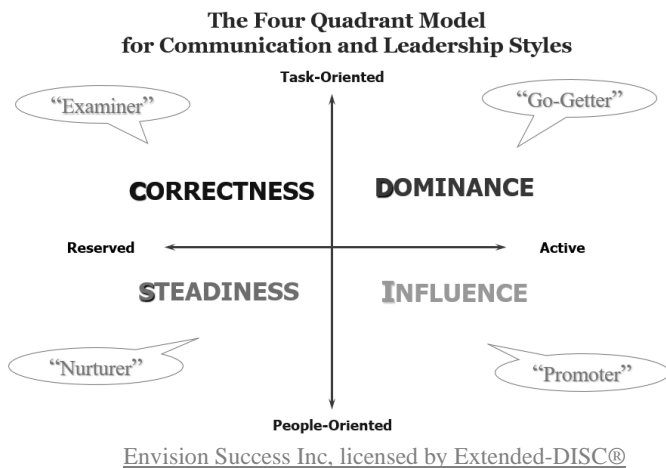 The Four Quadrant Model
for Communication and Leadership Styles
Task-Oriented
“Examiner”
“Go-Getter”
CORRECTNESS
DOMINANCE
Reserved
Active
STEADINESS
INFLUENCE
“Nurturer”
“Promoter”
People-Oriented
Envision Success Inc, licensed by Extended-DISC®